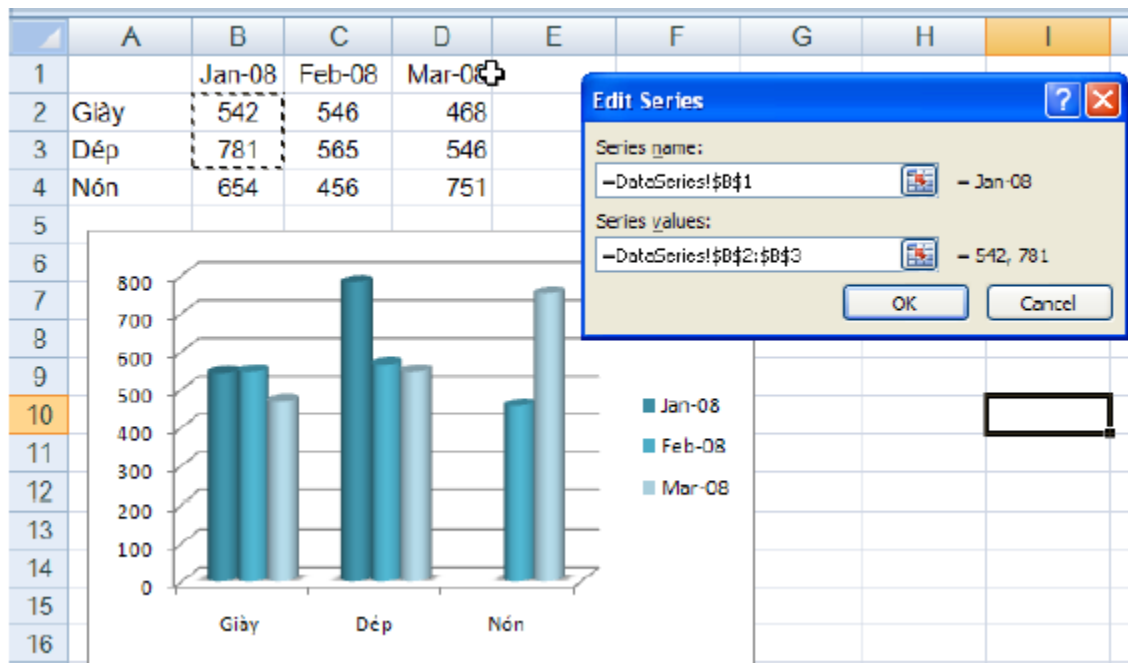 A B C D E F G H I
1 Jan-08 Feb-08 Mar-08
2 Giày 542 546 468
3 Dép 781 565 546
4 Nón 654 456 751
5
6
7
8
9
10
11
12
13
14
15
16
Edit Series
Series name:
=DataSeries!$B$1 = Jan-08
Series values:
=DataSeries!$B$2:$B$3 = 542, 781
OK Cancel
800
700
600
500
400
300
200
100
0
Giày Dép Nón
Jan-08
Feb-08
Mar-08